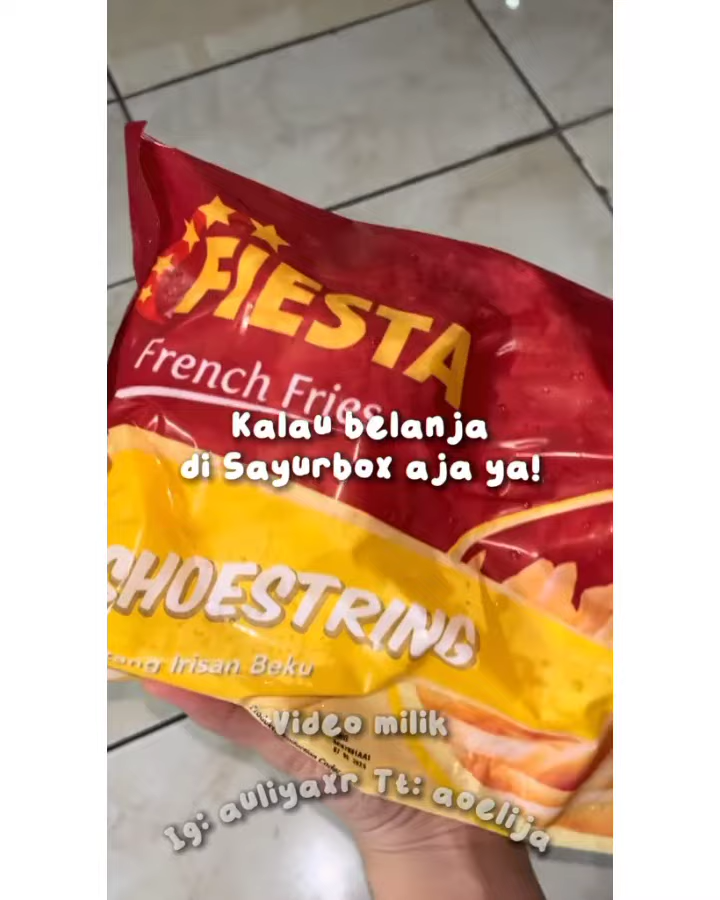 FIESTA
French Fries
Kalau belanja
di Sayurbox aja ya!
SHOESTRING
Irisan Beku
Video milik
Ig: auliyaxr Tt: aoelija